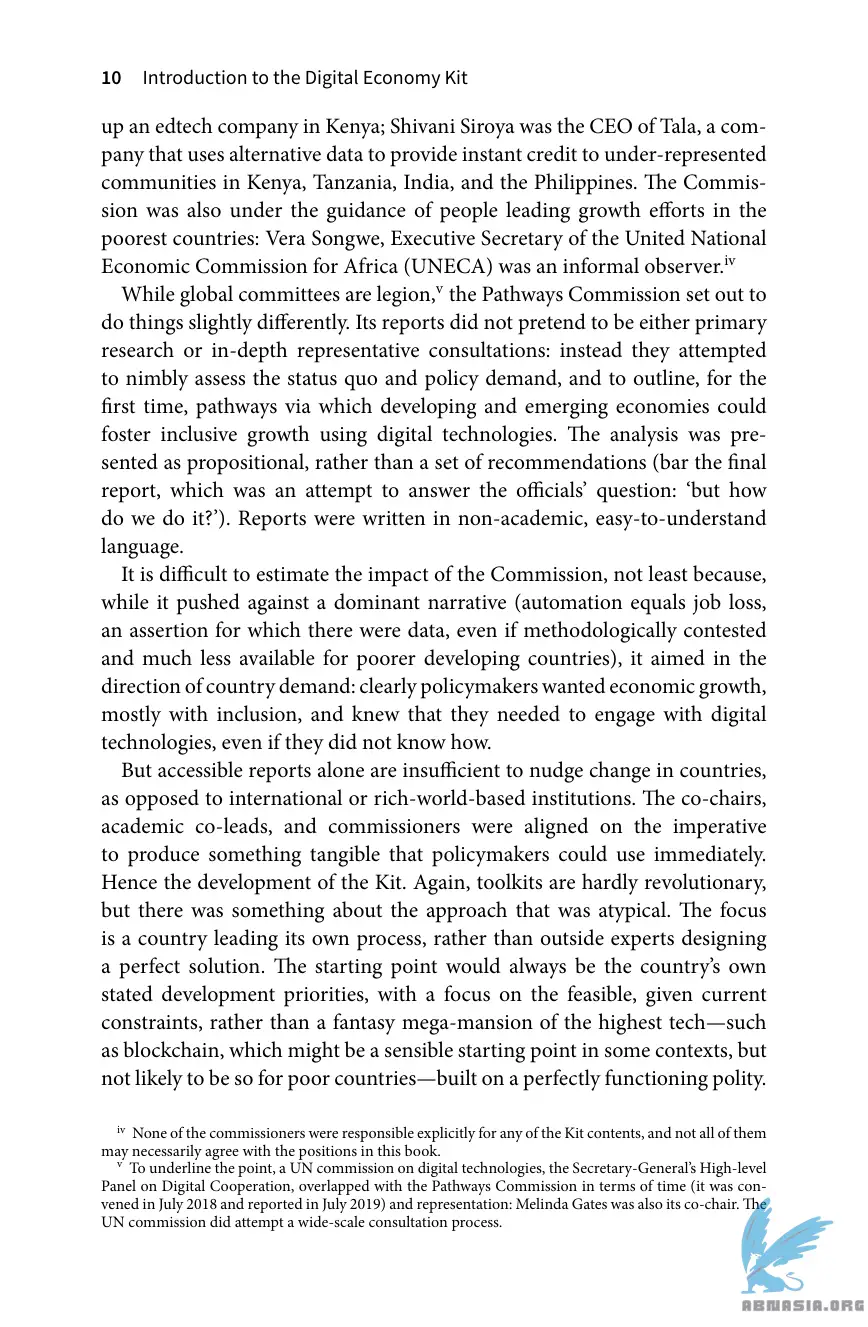 10 Introduction to the Digital Economy Kit
up an edtech company in Kenya; Shivani Siroya was the CEO of Tala, a com-
pany that uses alternative data to provide instant credit to under-represented
communities in Kenya, Tanzania, India, and the Philippines. The Commis-
sion was also under the guidance of people leading growth efforts in the
poorest countries: Vera Songwe, Executive Secretary of the United National
Economic Commission for Africa (UNECA) was an informal observer.iv
While global committees are legion,v the Pathways Commission set out to
do things slightly differently. Its reports did not pretend to be either primary
research or in-depth representative consultations: instead they attempted
to nimbly assess the status quo and policy demand, and to outline, for the
first time, pathways via which developing and emerging economies could
foster inclusive growth using digital technologies. The analysis was pre-
sented as propositional, rather than a set of recommendations (bar the final
report, which was an attempt to answer the officials’ question: ‘but how
do we do it?’). Reports were written in non-academic, easy-to-understand
language.
It is difficult to estimate the impact of the Commission, not least because,
while it pushed against a dominant narrative (automation equals job loss,
an assertion for which there were data, even if methodologically contested
and much less available for poorer developing countries), it aimed in the
direction of country demand: clearly policymakers wanted economic growth,
mostly with inclusion, and knew that they needed to engage with digital
technologies, even if they did not know how.
But accessible reports alone are insufficient to nudge change in countries,
as opposed to international or rich-world-based institutions. The co-chairs,
academic co-leads, and commissioners were aligned on the imperative
to produce something tangible that policymakers could use immediately.
Hence the development of the Kit. Again, toolkits are hardly revolutionary,
but there was something about the approach that was atypical. The focus
is a country leading its own process, rather than outside experts designing
a perfect solution. The starting point would always be the country’s own
stated development priorities, with a focus on the feasible, given current
constraints, rather than a fantasy mega-mansion of the highest tech—such
as blockchain, which might be a sensible starting point in some contexts, but
not likely to be so for poor countries—built on a perfectly functioning polity.
iv None of the commissioners were responsible explicitly for any of the Kit contents, and not all of them
may necessarily agree with the positions in this book.
v To underline the point, a UN commission on digital technologies, the Secretary-General’s High-level
Panel on Digital Cooperation, overlapped with the Pathways Commission in terms of time (it was con-
vened in July 2018 and reported in July 2019) and representation: Melinda Gates was also its co-chair. The
UN commission did attempt a wide-scale consultation process.
ABNASIA.ORG